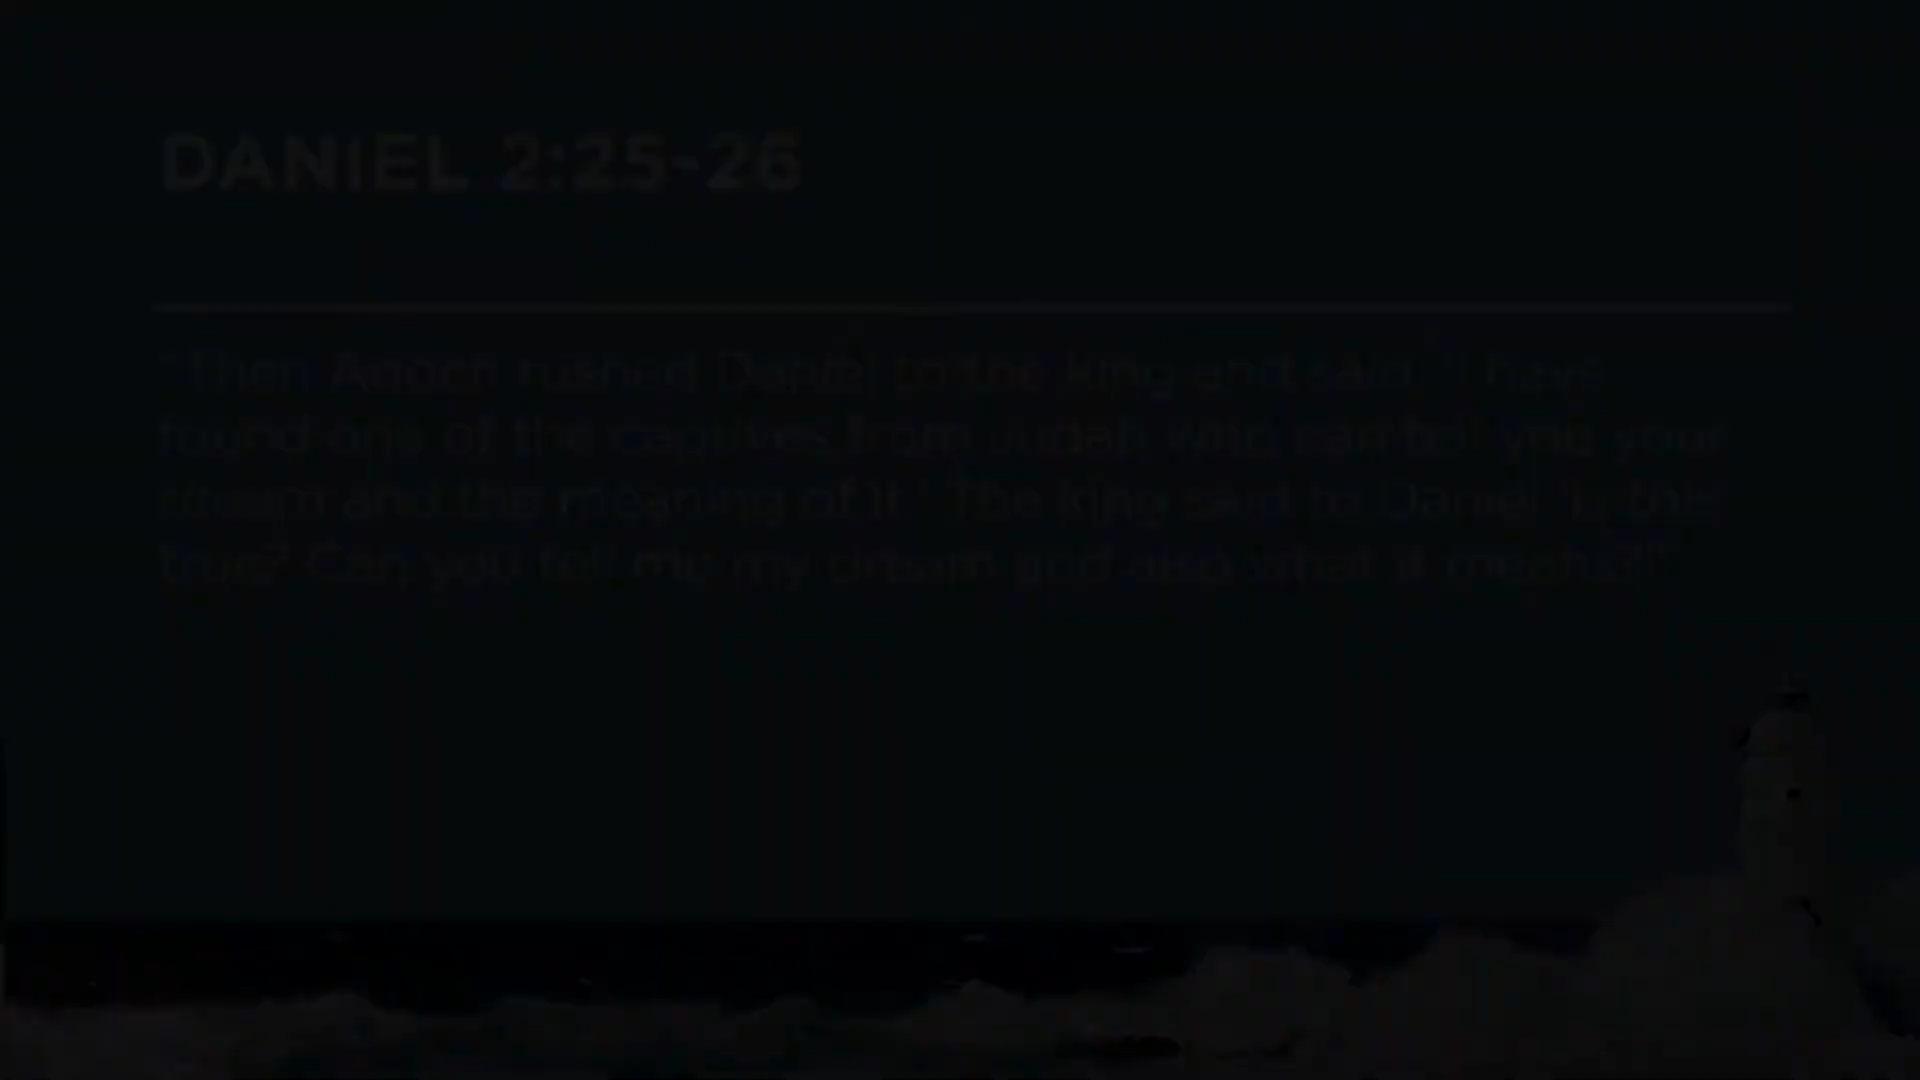 DANIEL 2:25-26
"Then Arioch rushed Daniel to the king and said, 'I have
found one of the captives from Judah who can tell you your
dream and the meaning of it.' The king said to Daniel, 'Is this
true? Can you tell me my dream and also what it means?'"